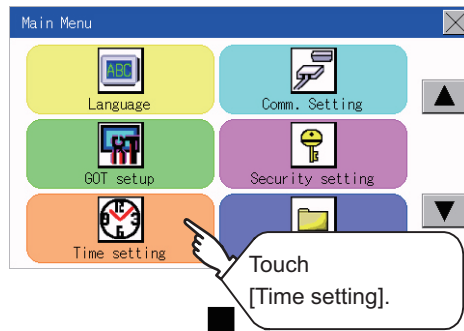 Main Menu
ABC
Language
Comm. Setting
GOT setup
Security setting
Time setting
Touch
[Time setting].